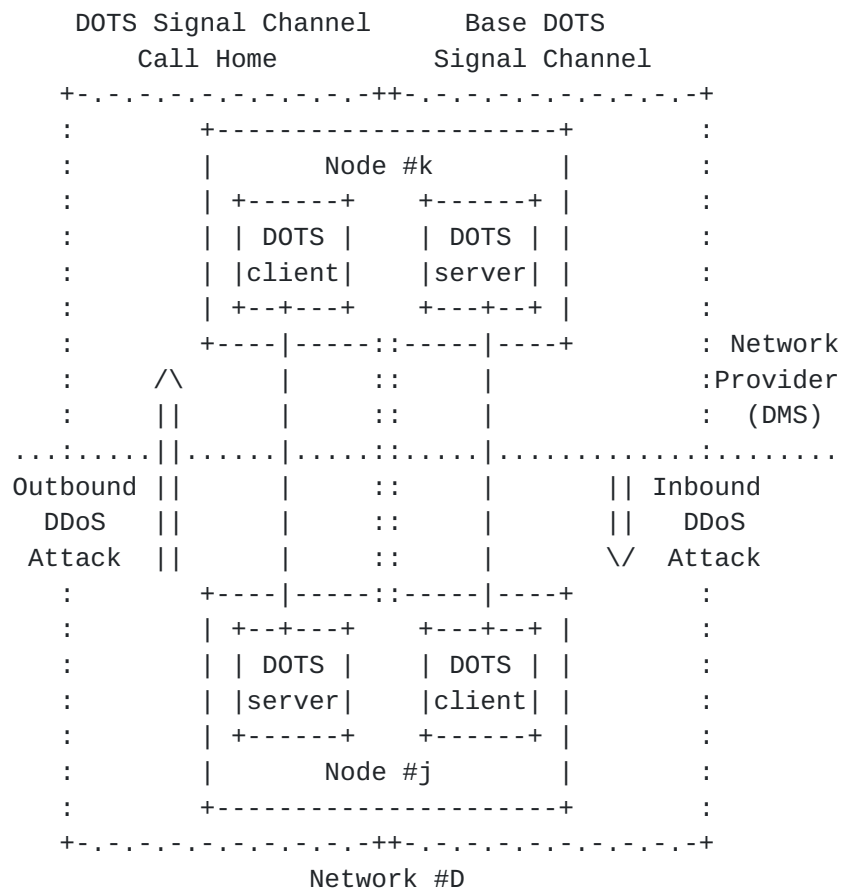 DOTS Signal Channel Base DOTS
Call Home Signal Channel
Node #k
DOTS DOTS
client server
Network
Provider
(DMS)
Outbound Inbound
DDoS DDoS
Attack Attack
DOTS DOTS
server client
Node #j
Network #D